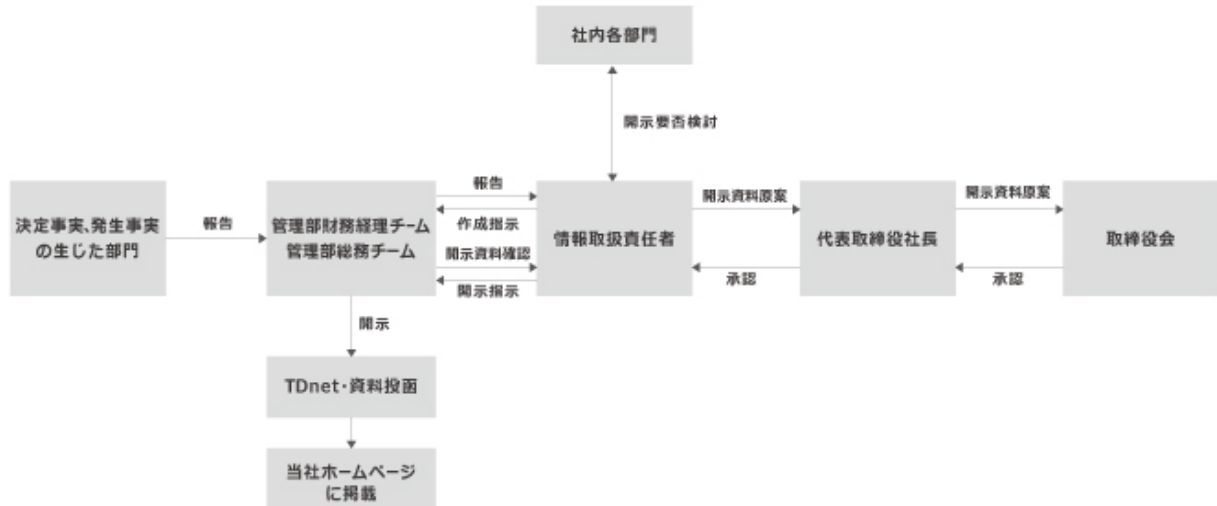 社内各部門
開示要否検討
決定事実、発生事実
の生じた部門
報告
管理部財務経理チーム
管理部総務チーム
報告
作成指示
開示資料確認
開示指示
情報取扱責任者
開示資料原案
承認
代表取締役社長
開示資料原案
承認
取締役会
開示
TDnet・資料投函
当社ホームページ
に掲載